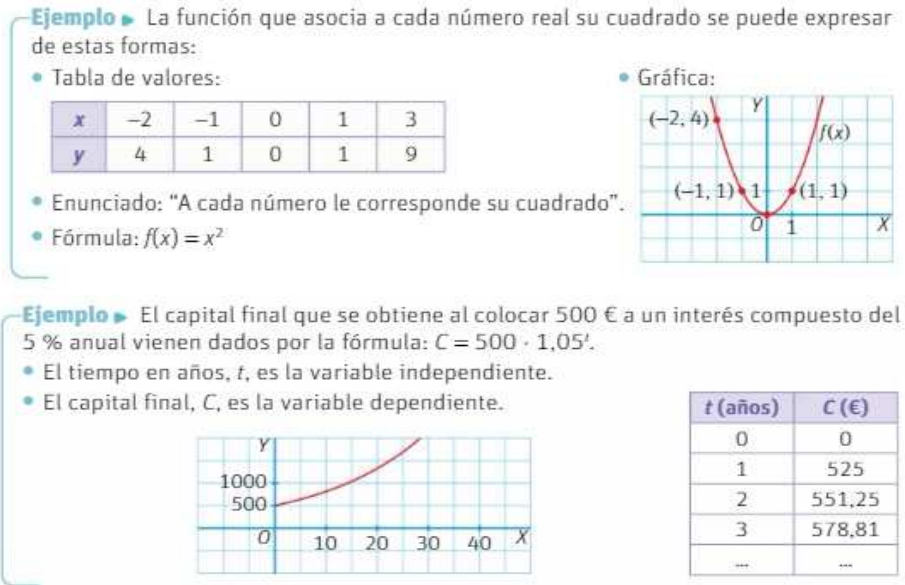 Ejemplo La función que asocia a cada número real su cuadrado se puede expresar
de estas formas:
• Tabla de valores:
x −2 −1 0 1 3
y 4 1 0 1 9
• Enunciado: "A cada número le corresponde su cuadrado".
• Fórmula: f(x) = x²
• Gráfica:
Y
(−2, 4)
f(x)
(−1, 1) 1 (1, 1)
O 1 X
Ejemplo El capital final que se obtiene al colocar 500 € a un interés compuesto del
5 % anual vienen dados por la fórmula: C = 500 · 1,05ᵗ.
• El tiempo en años, t, es la variable independiente.
• El capital final, C, es la variable dependiente.
Y
1000
500
O 10 20 30 40 X
t (años) C (€)
0 0
1 525
2 551,25
3 578,81
... ...